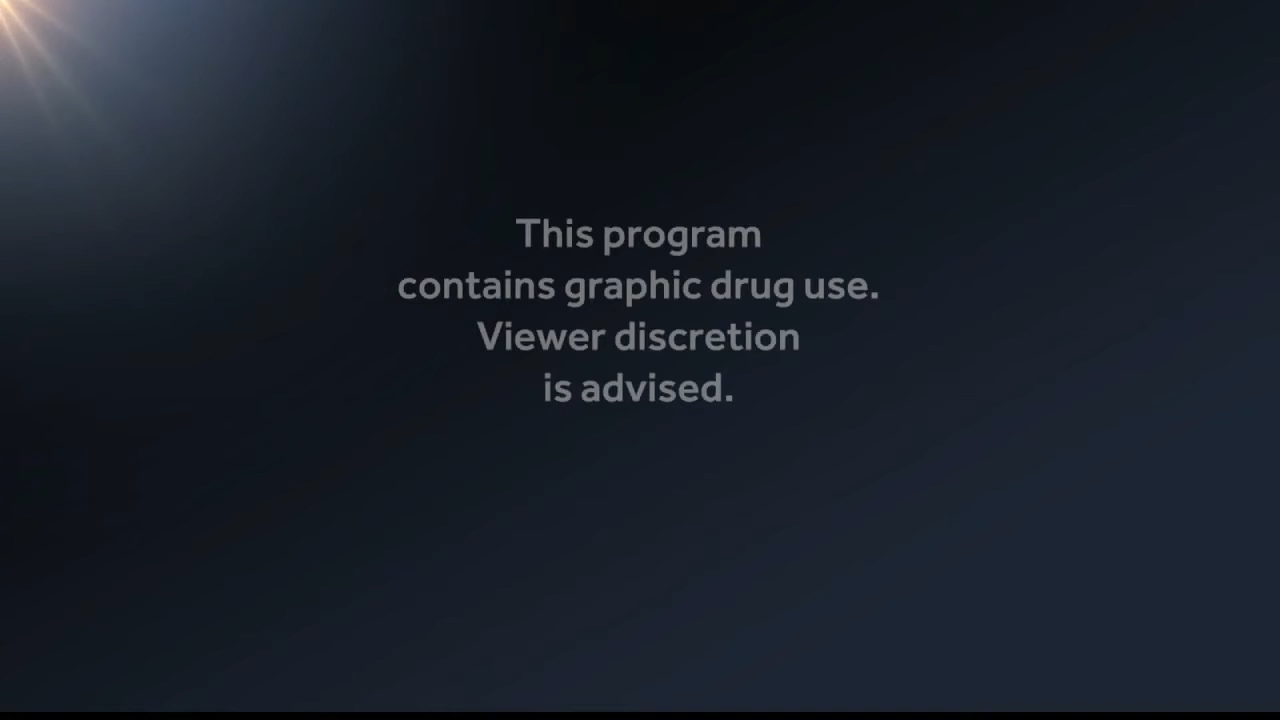 This program
contains graphic drug use.
Viewer discretion
is advised.